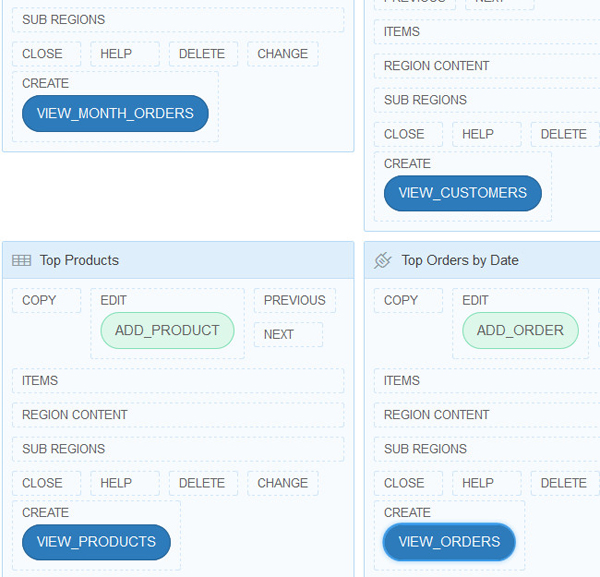 SUB REGIONS
CLOSE HELP DELETE CHANGE
CREATE
VIEW_MONTH_ORDERS
ITEMS
REGION CONTENT
SUB REGIONS
CLOSE HELP DELETE
CREATE
VIEW_CUSTOMERS
Top Products
COPY EDIT PREVIOUS
ADD_PRODUCT
NEXT
ITEMS
REGION CONTENT
SUB REGIONS
CLOSE HELP DELETE CHANGE
CREATE
VIEW_PRODUCTS
Top Orders by Date
COPY EDIT
ADD_ORDER
ITEMS
REGION CONTENT
SUB REGIONS
CLOSE HELP DELETE
CREATE
VIEW_ORDERS